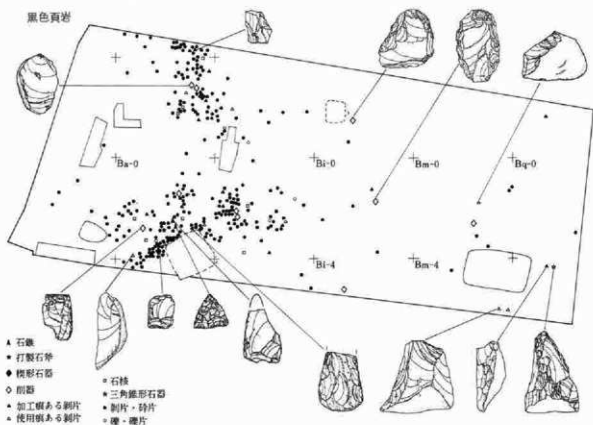 黒色頁岩
Ba-0
Bi-0
Bm-0
Bq-0
Bi-4
Bm-4
石錐
打製石斧
楔形石器
削器
加工痕ある剥片
使用痕ある剥片
石核
三角錐形石器
剥片・砕片
礫・礫片